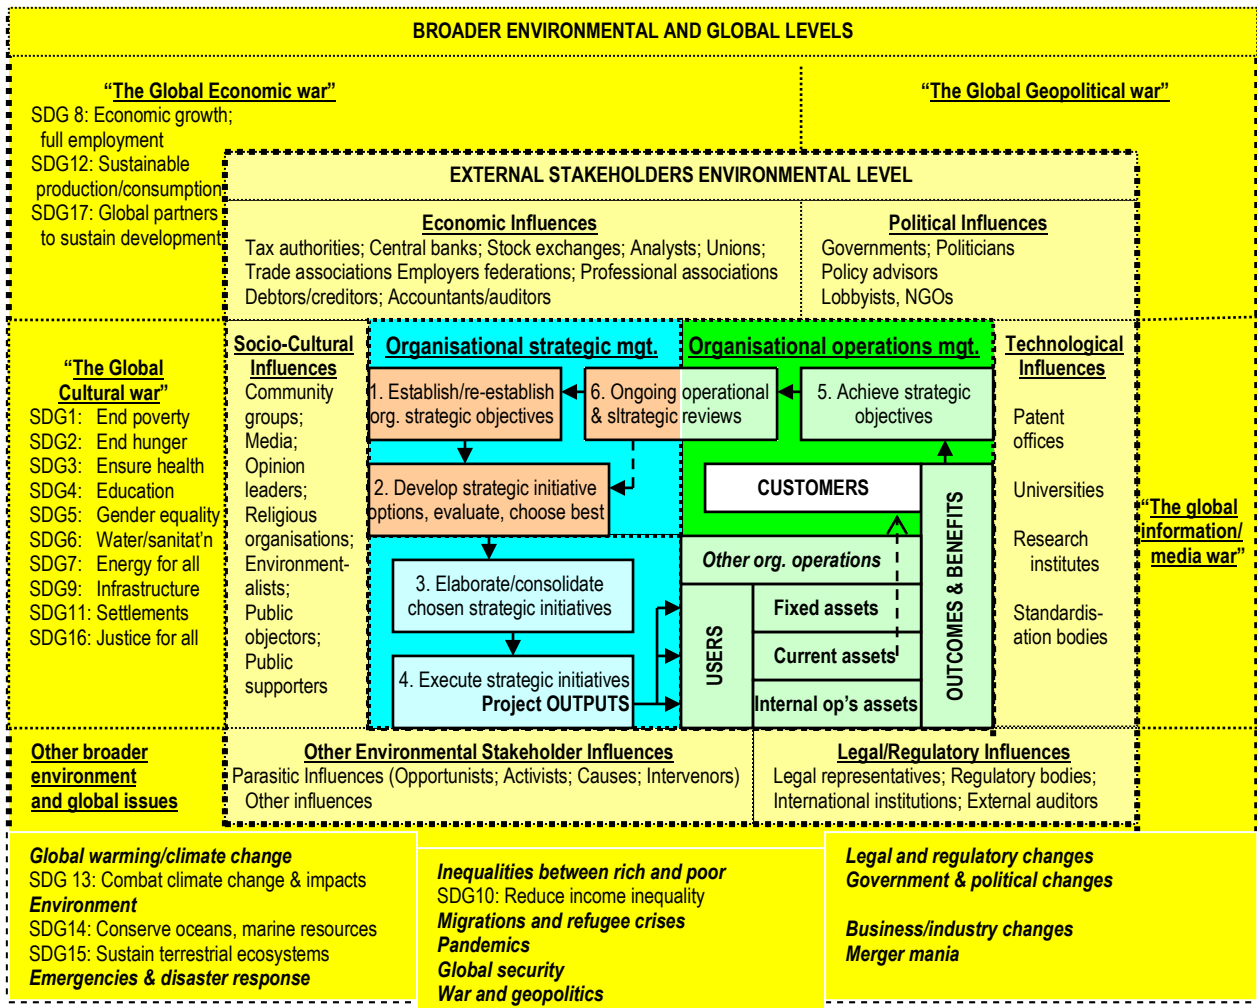 BROADER ENVIRONMENTAL AND GLOBAL LEVELS
“The Global Economic war”
SDG 8: Economic growth;
full employment
SDG12: Sustainable
production/consumption
SDG17: Global partners
to sustain development
“The Global Geopolitical war”
EXTERNAL STAKEHOLDERS ENVIRONMENTAL LEVEL
Economic Influences
Tax authorities; Central banks; Stock exchanges; Analysts; Unions;
Trade associations Employers federations; Professional associations
Debtors/creditors; Accountants/auditors
Political Influences
Governments; Politicians
Policy advisors
Lobbyists, NGOs
“The Global
Cultural war”
SDG1: End poverty
SDG2: End hunger
SDG3: Ensure health
SDG4: Education
SDG5: Gender equality
SDG6: Water/sanitat’n
SDG7: Energy for all
SDG9: Infrastructure
SDG11: Settlements
SDG16: Justice for all
Socio-Cultural
Influences
Community
groups;
Media;
Opinion
leaders;
Religious
organisations;
Environment-
alists;
Public
objectors;
Public
supporters
Organisational strategic mgt.
1. Establish/re-establish
org. strategic objectives
2. Develop strategic initiative
options, evaluate, choose best
3. Elaborate/consolidate
chosen strategic initiatives
4. Execute strategic initiatives
Project OUTPUTS
Organisational operations mgt.
6. Ongoing operational
& sltrategic reviews
5. Achieve strategic
objectives
CUSTOMERS
Other org. operations
USERS
Fixed assets
Current assets
Internal op’s assets
OUTCOMES & BENEFITS
Technological
Influences
Patent
offices
Universities
Research
institutes
Standardis-
ation bodies
“The global
information/
media war”
Other broader
environment
and global issues
Other Environmental Stakeholder Influences
Parasitic Influences (Opportunists; Activists; Causes; Intervenors)
Other influences
Legal/Regulatory Influences
Legal representatives; Regulatory bodies;
International institutions; External auditors
Global warming/climate change
SDG 13: Combat climate change & impacts
Environment
SDG14: Conserve oceans, marine resources
SDG15: Sustain terrestrial ecosystems
Emergencies & disaster response
Inequalities between rich and poor
SDG10: Reduce income inequality
Migrations and refugee crises
Pandemics
Global security
War and geopolitics
Legal and regulatory changes
Government & political changes
Business/industry changes
Merger mania